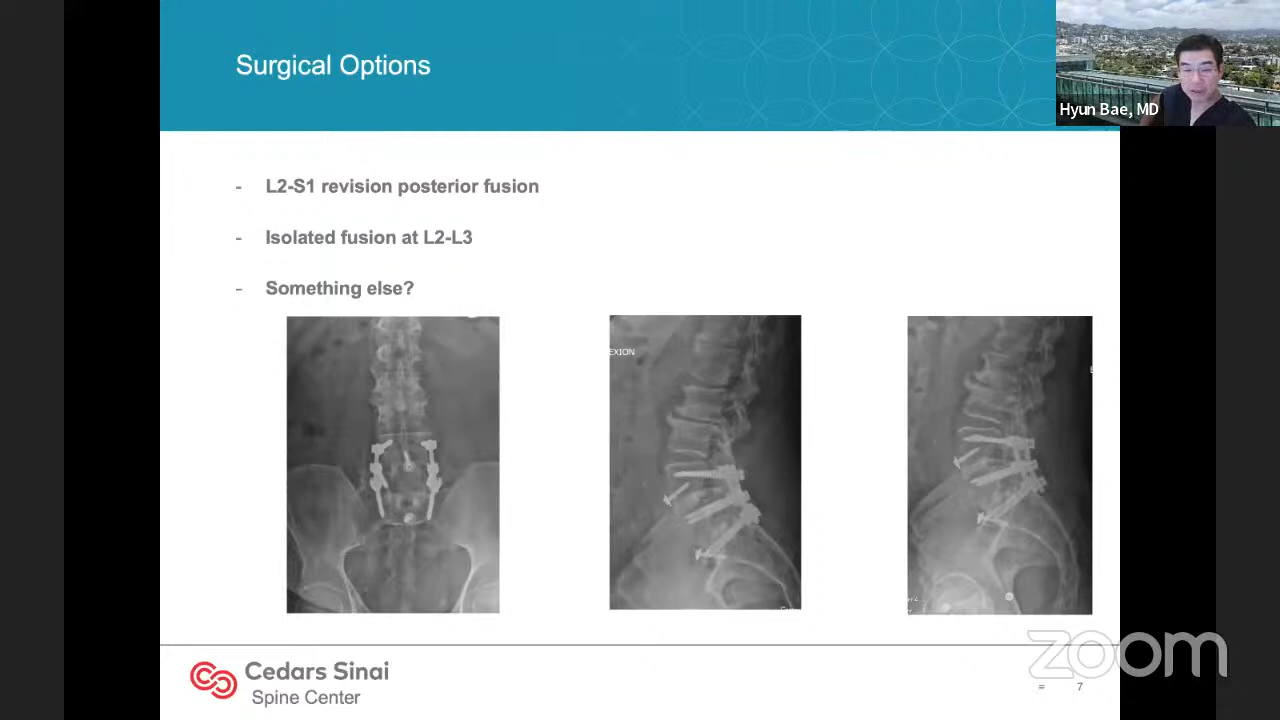 Surgical Options
Hyun Bae, MD
- L2-S1 revision posterior fusion
- Isolated fusion at L2-L3
- Something else?
EXION
Cedars Sinai
Spine Center
zoom
= 7